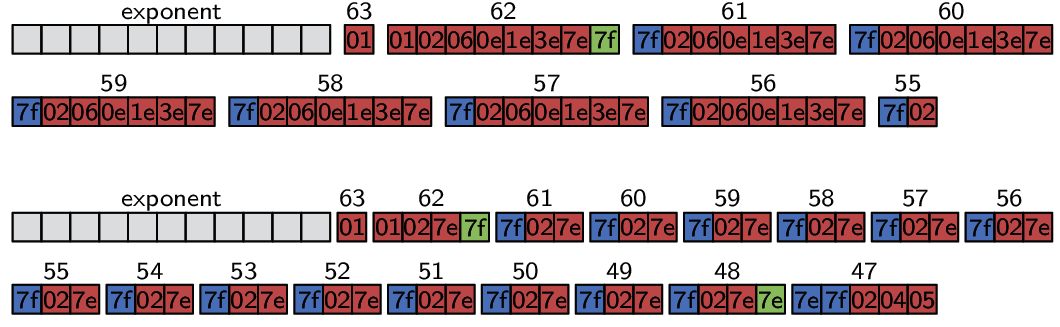 exponent 63 62 61 60
01 01 02 06 0e 1e 3e 7e 7f 7f 02 06 0e 1e 3e 7e 7f 02 06 0e 1e 3e 7e
59 58 57 56 55
7f 02 06 0e 1e 3e 7e 7f 02 06 0e 1e 3e 7e 7f 02 06 0e 1e 3e 7e 7f 02 06 0e 1e 3e 7e 7f 02
exponent 63 62 61 60 59 58 57 56
01 01 02 7e 7f 7f 02 7e 7f 02 7e 7f 02 7e 7f 02 7e 7f 02 7e 7f 02 7e
55 54 53 52 51 50 49 48 47
7f 02 7e 7f 02 7e 7f 02 7e 7f 02 7e 7f 02 7e 7f 02 7e 7f 02 7e 7f 02 7e 7e 7e 7f 02 04 05